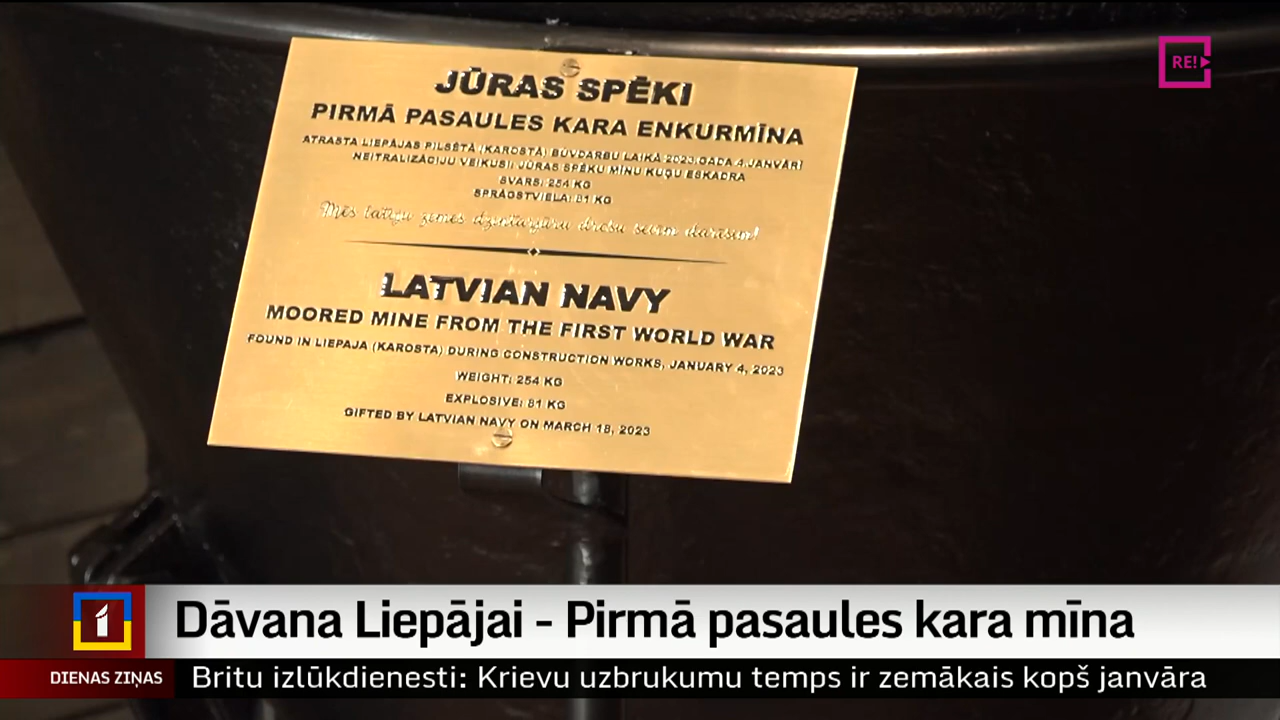 RE!
JŪRAS SPĒKI
PIRMĀ PASAULES KARA ENKURMĪNA
ATRASTA LIEPĀJAS PILSĒTĀ (KAROSTĀ) BŪVDARBU LAIKĀ 2023.GADA 4.JANVĀRĪ
NEITRALIZĀCIJU VEIKUSI: JŪRAS SPĒKU MĪNU KUĢU ESKADRA
SVARS: 254 KG
SPRĀGSTVIELA: 81 KG
Mēs latvju zemes dzintarjūru
LATVIAN NAVY
MOORED MINE FROM THE FIRST WORLD WAR
FOUND IN LIEPAJA (KAROSTA) DURING CONSTRUCTION WORKS, JANUARY 4, 2023
WEIGHT: 254 KG
EXPLOSIVE: 81 KG
GIFTED BY LATVIAN NAVY ON MARCH 18, 2023
1
Dāvana Liepājai - Pirmā pasaules kara mīna
DIENAS ZIŅAS
Britu izlūkdienesti: Krievu uzbrukumu temps ir zemākais kopš janvāra